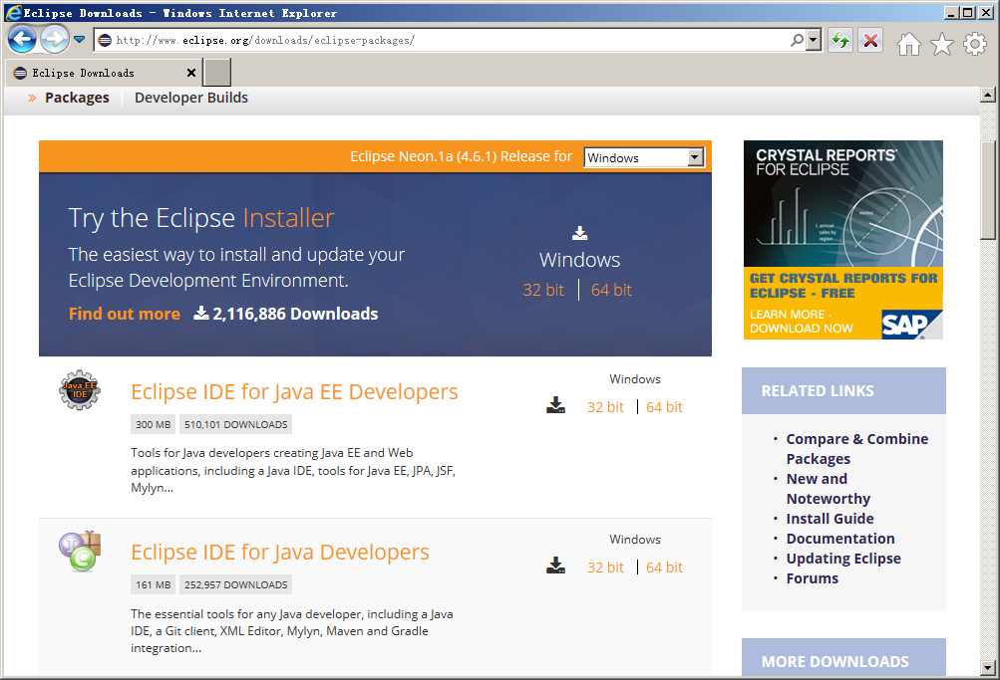 Eclipse Downloads - Windows Internet Explorer
http://www.eclipse.org/downloads/eclipse-packages/
Eclipse Downloads
» Packages
Developer Builds
Eclipse Neon.1a (4.6.1) Release for
Windows
Try the Eclipse Installer
The easiest way to install and update your
Eclipse Development Environment.
Find out more 2,116,886 Downloads
Windows
32 bit | 64 bit
Java EE
IDE
Eclipse IDE for Java EE Developers
300 MB 510,101 DOWNLOADS
Tools for Java developers creating Java EE and Web
applications, including a Java IDE, tools for Java EE, JPA, JSF,
Mylyn...
Windows
32 bit | 64 bit
J
C
Eclipse IDE for Java Developers
161 MB 252,957 DOWNLOADS
The essential tools for any Java developer, including a Java
IDE, a Git client, XML Editor, Mylyn, Maven and Gradle
integration...
Windows
32 bit | 64 bit
CRYSTAL REPORTS'
FOR ECLIPSE
1. annual
sales by
region
GET CRYSTAL REPORTS FOR
ECLIPSE - FREE
LEARN MORE -
DOWNLOAD NOW
SAP
RELATED LINKS
• Compare & Combine
Packages
• New and
Noteworthy
• Install Guide
• Documentation
• Updating Eclipse
• Forums
MORE DOWNLOADS